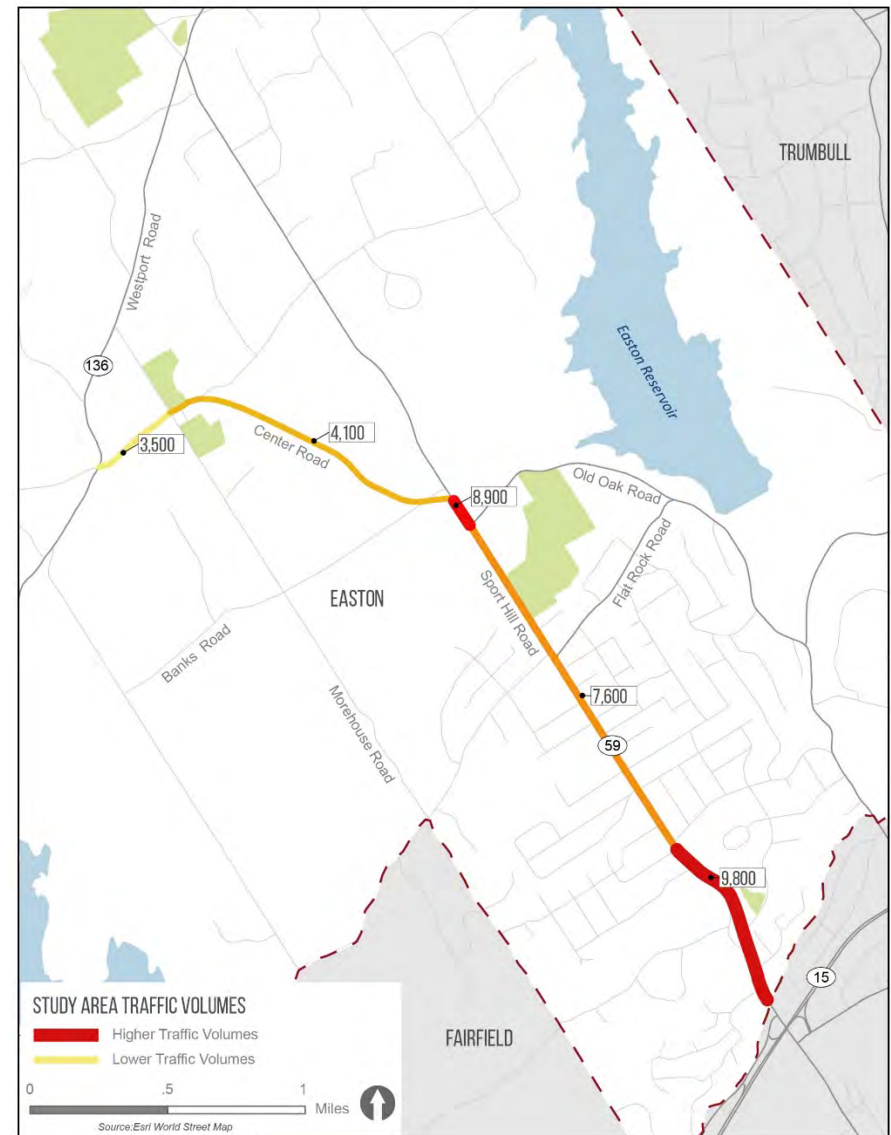 TRUMBULL
Westport Road
136
Easton Reservoir
3,500
4,100
Center Road
8,900
Old Oak Road
Flat Rock Road
Sport Hill Road
EASTON
Banks Road
Morehouse Road
7,600
59
9,800
15
FAIRFIELD
STUDY AREA TRAFFIC VOLUMES
Higher Traffic Volumes
Lower Traffic Volumes
0 .5 1
Miles
Source:Esri World Street Map